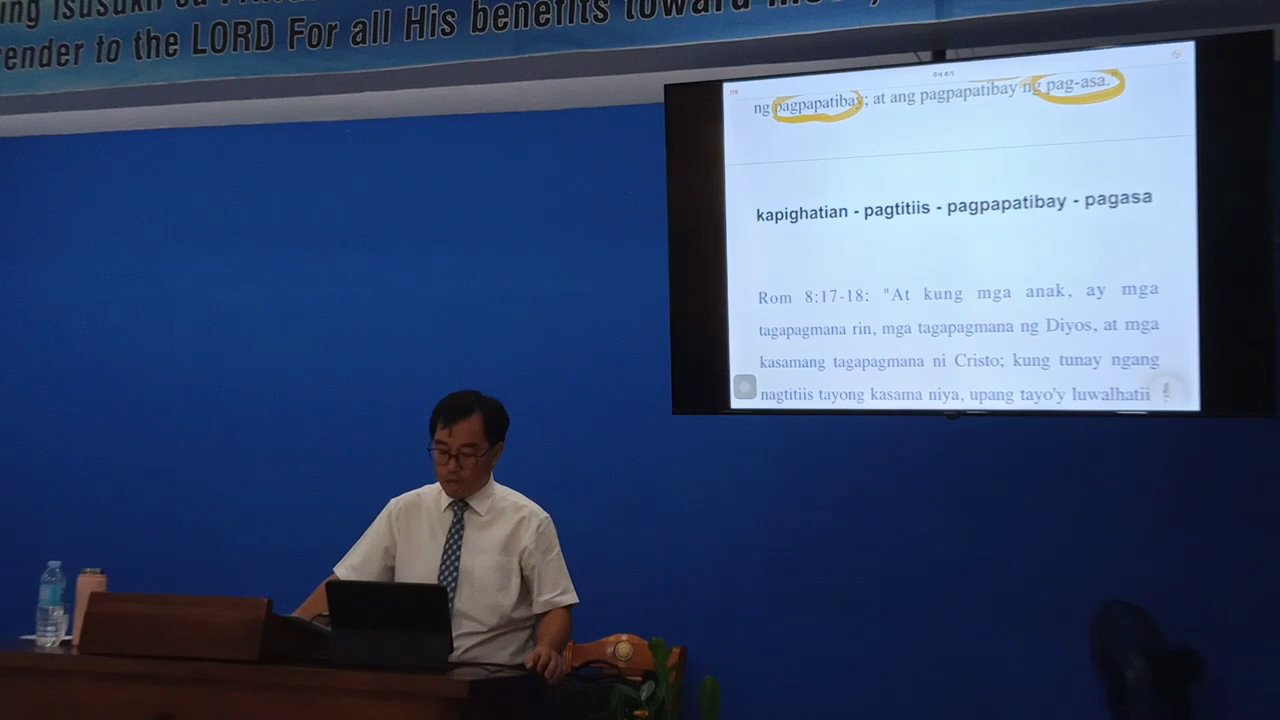 render to the LORD For all His benefits toward
ng pagpapatibay; at ang pagpapatibay ng pag-asa."
kapighatian - pagtitiis - pagpapatibay - pagasa
Rom 8:17-18: "At kung mga anak, ay mga
tagapagmana rin, mga tagapagmana ng Diyos, at mga
kasamang tagapagmana ni Cristo; kung tunay ngang
nagtitiis tayong kasama niya, upang tayo'y luwalhatii